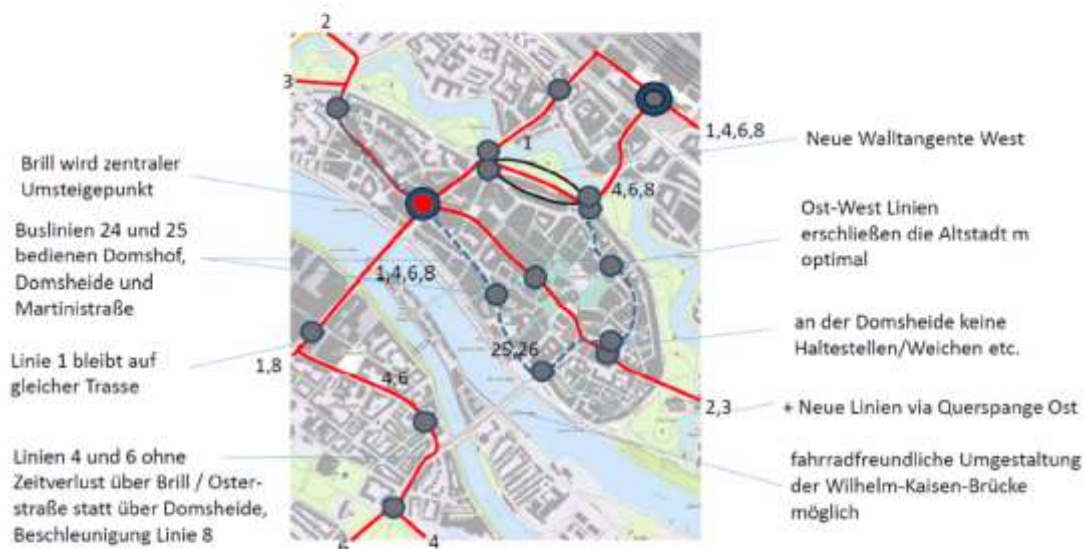 2
3
1,4,6,8
1
Neue Walltangente West
Brill wird zentraler
Umsteigepunkt
4,6,8
Ost-West Linien
erschließen die Altstadt m
optimal
Buslinien 24 und 25
bedienen Domshof,
Domsheide und
Martinistraße
1,4,6,8
an der Domsheide keine
Haltestellen/Weichen etc.
Linie 1 bleibt auf
gleicher Trasse
25,26
1,8
4,6
2,3
+ Neue Linien via Querspange Ost
Linien 4 und 6 ohne
Zeitverlust über Brill / Oster-
straße statt über Domsheide,
Beschleunigung Linie 8
fahrradfreundliche Umgestaltung
der Wilhelm-Kaisen-Brücke
möglich
6
4